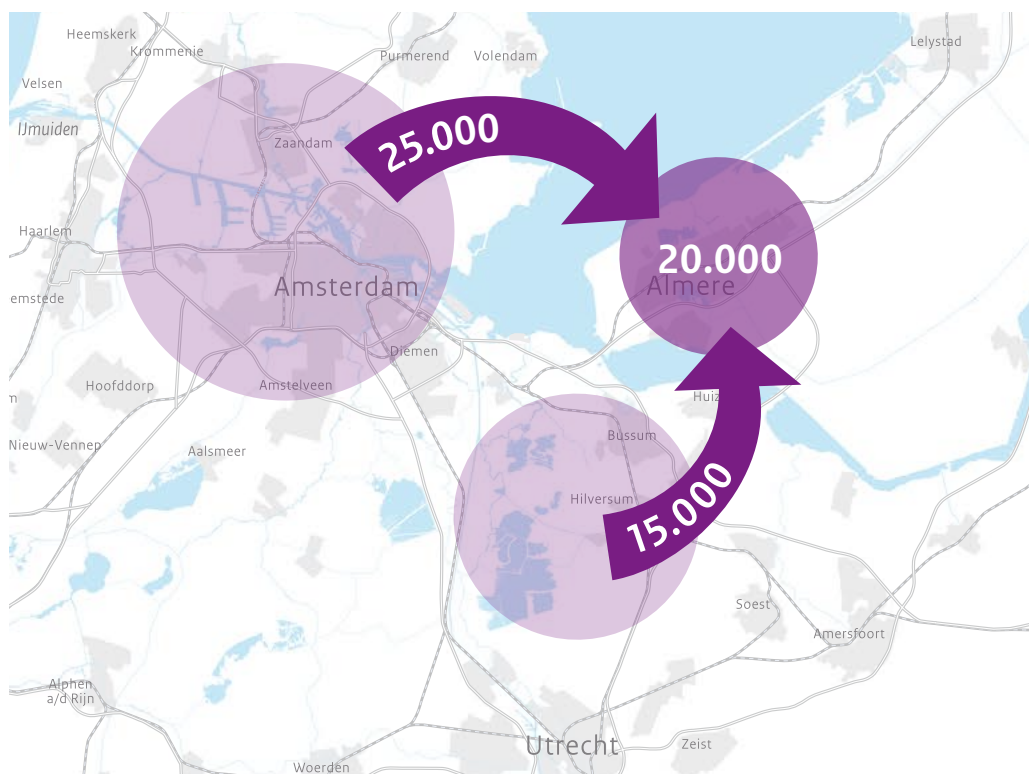 Heemskerk
Krommenie
Purmerend
Volendam
Lelystad
Velsen
IJmuiden
Zaandam
25.000
Haarlem
20.000
Almere
Amsterdam
emstede
Diemen
Hoofddorp
Amstelveen
m
Huiz
Bussum
Nieuw-Vennep
Aalsmeer
Hilversum
15.000
Soest
Amersfoort
Alphen
a/d Rijn
Utrecht
Zeist
Woerden